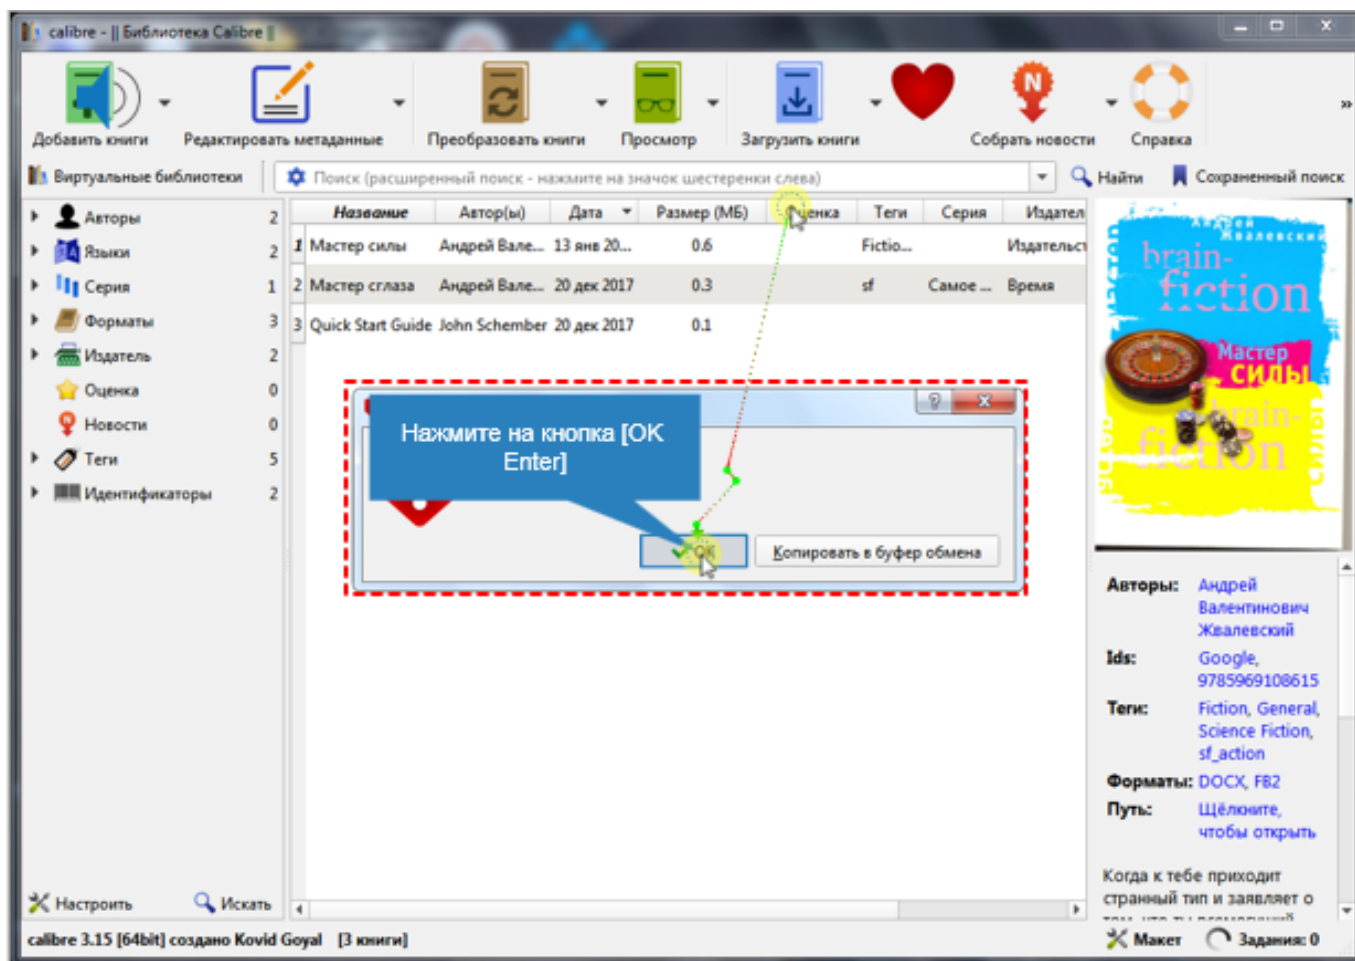 calibre - || Библиотека Calibre ||
Добавить книги Редактировать метаданные Преобразовать книги Просмотр Загрузить книги Собрать новости Справка
Виртуальные библиотеки Поиск (расширенный поиск - нажмите на значок шестеренки слева) Найти Сохраненный поиск
Авторы 2
Языки 2
Серия 1
Форматы 3
Издатель 2
Оценка 0
Новости 0
Теги 5
Идентификаторы 2
Название Автор(ы) Дата Размер (МБ) Оценка Теги Серия Издател
1 Мастер силы Андрей Вале... 13 янв 20... 0.6 Fictio... Издательст
2 Мастер сглаза Андрей Вале... 20 дек 2017 0.3 sf Самое ... Время
3 Quick Start Guide John Schember 20 дек 2017 0.1
Нажмите на кнопка [OK
Enter]
OK Копировать в буфер обмена
Андрей
Жвалевский
brain-
fiction
Мастер
силы
brain-
fiction
Авторы: Андрей
Валентинович
Жвалевский
Ids: Google,
9785969108615
Теги: Fiction, General,
Science Fiction,
sf_action
Форматы: DOCX, FB2
Путь: Щёлкните,
чтобы открыть
Когда к тебе приходит
странный тип и заявляет о
Настроить Искать
calibre 3.15 [64bit] создано Kovid Goyal [3 книги] Макет Задания: 0